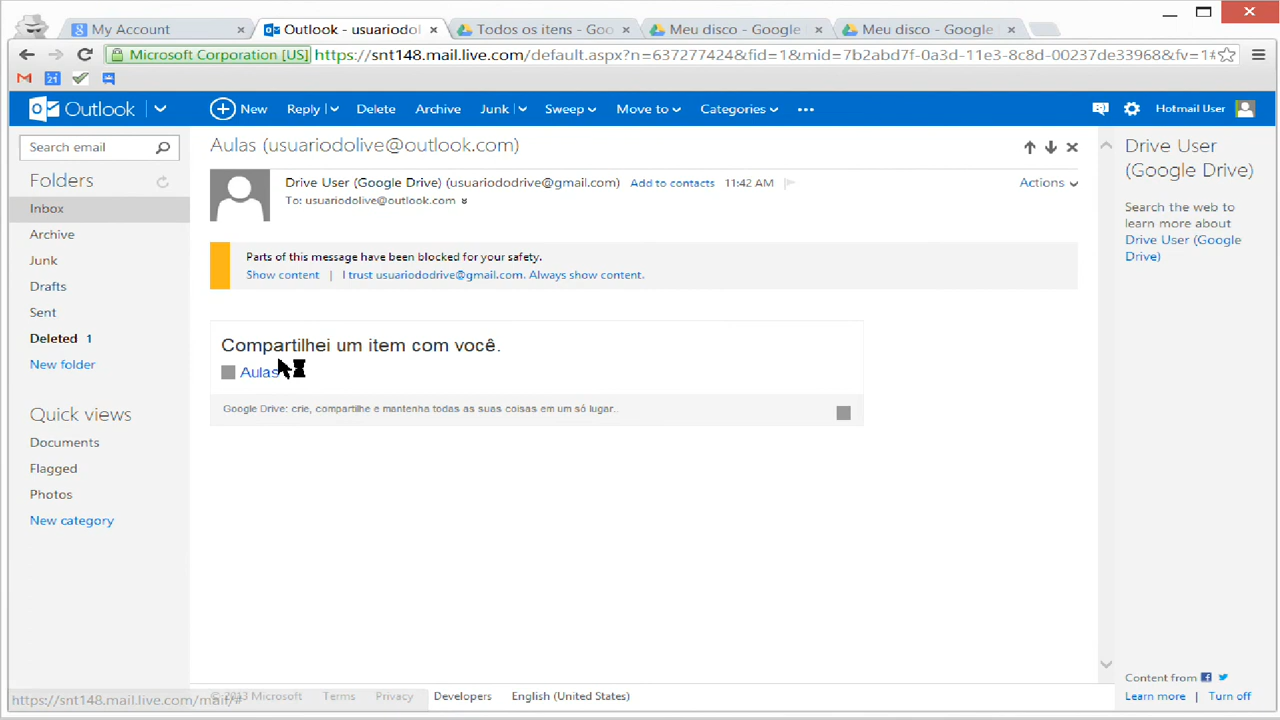 My Account
Outlook - usuariodol
Todos os itens - Goo
Meu disco - Google
Meu disco - Google
Microsoft Corporation [US]
https://snt148.mail.live.com/default.aspx?n=637277424&fid=1&mid=7b2abd7f-0a3d-11e3-8c8d-00237de33968&fv=1#
Outlook
New
Reply
Delete
Archive
Junk
Sweep
Move to
Categories
Hotmail User
Search email
Folders
Inbox
Archive
Junk
Drafts
Sent
Deleted 1
New folder
Quick views
Documents
Flagged
Photos
New category
Aulas (usuariodolive@outlook.com)
Drive User (Google Drive) (usuariododrive@gmail.com) Add to contacts 11:42 AM
Actions
To: usuariodolive@outlook.com
Parts of this message have been blocked for your safety.
Show content | I trust usuariododrive@gmail.com. Always show content.
Compartilhei um item com você.
Aulas
Google Drive: crie, compartilhe e mantenha todas as suas coisas em um só lugar..
Drive User
(Google Drive)
Search the web to
learn more about
Drive User (Google
Drive)
Content from
Learn more | Turn off
https://snt148.mail.live.com/mail/#
© 2013 Microsoft Terms Privacy Developers English (United States)